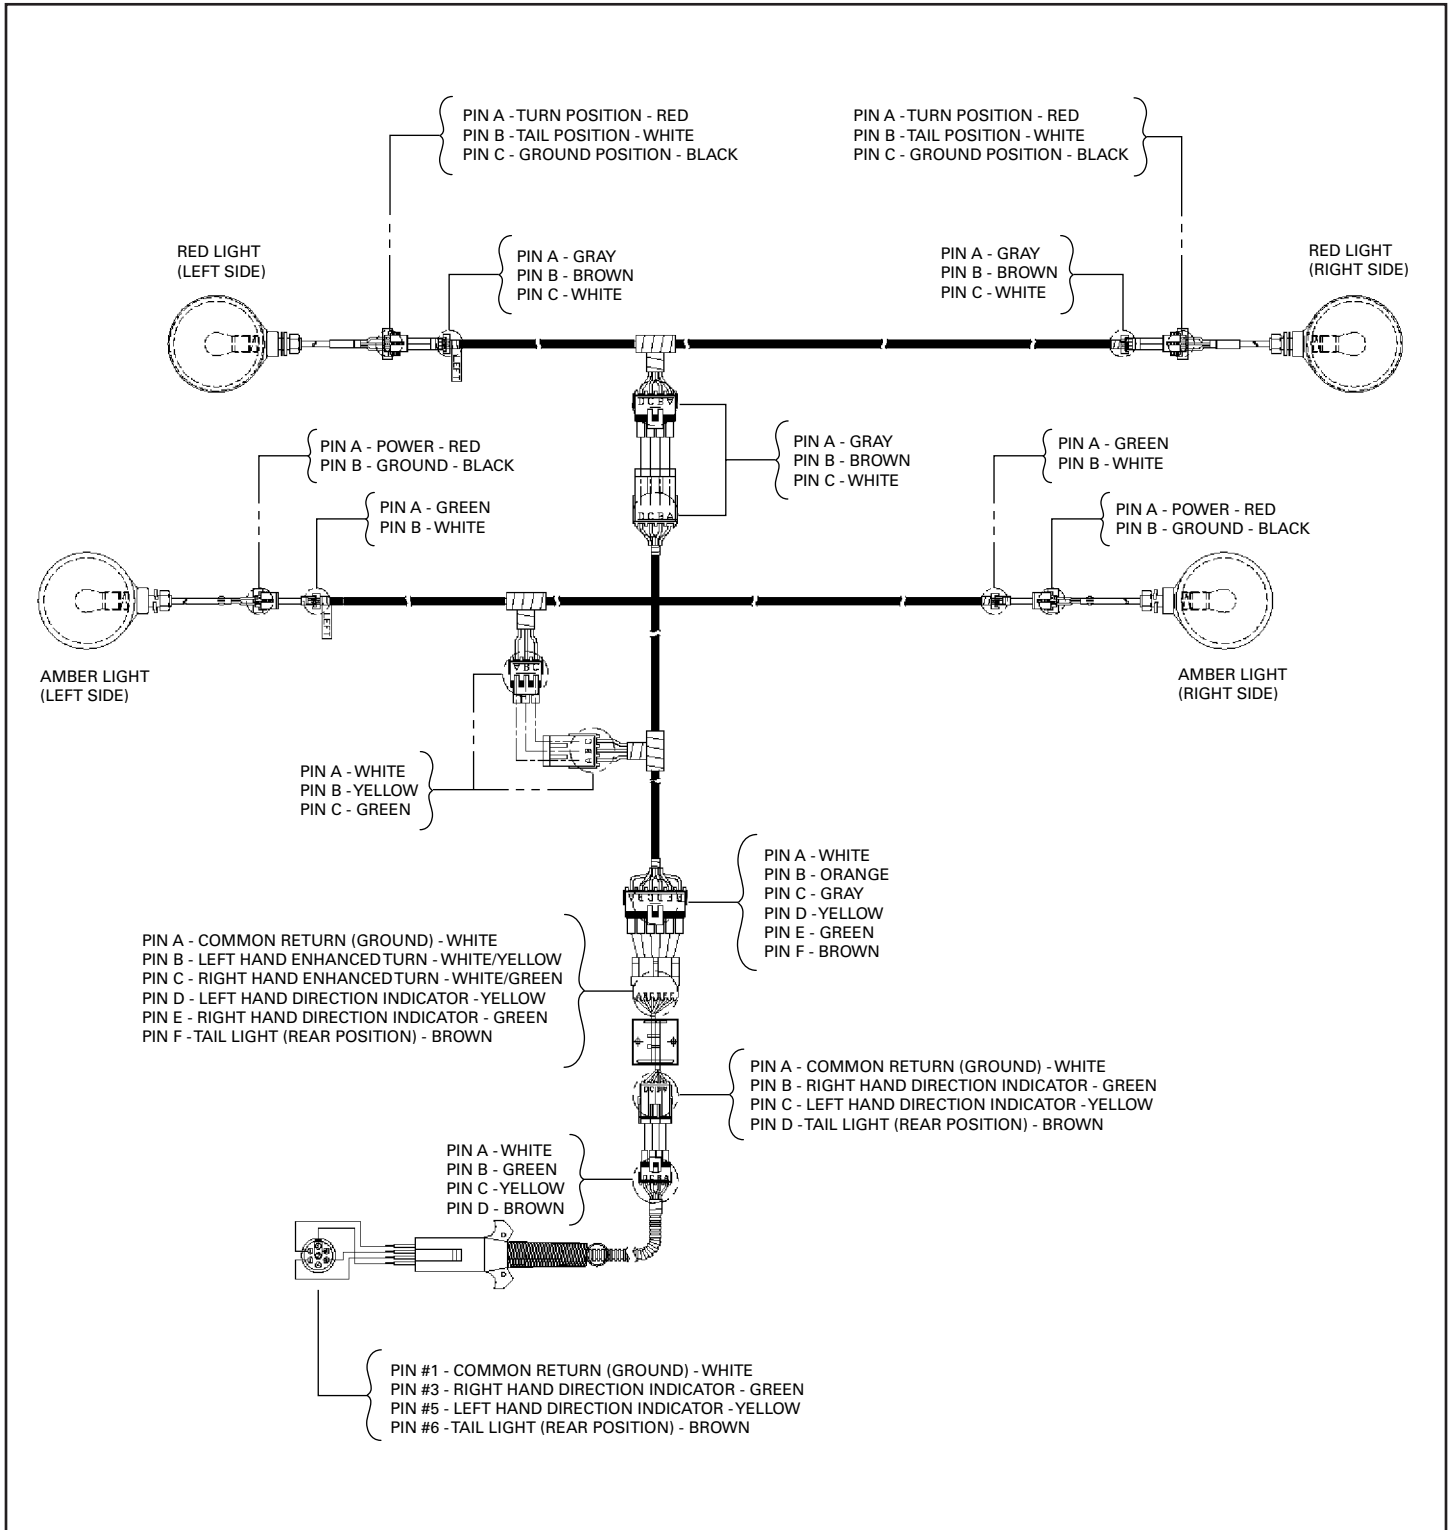 PIN A - TURN POSITION - RED
PIN B - TAIL POSITION - WHITE
PIN C - GROUND POSITION - BLACK
PIN A - TURN POSITION - RED
PIN B - TAIL POSITION - WHITE
PIN C - GROUND POSITION - BLACK
RED LIGHT
(LEFT SIDE)
PIN A - GRAY
PIN B - BROWN
PIN C - WHITE
PIN A - GRAY
PIN B - BROWN
PIN C - WHITE
RED LIGHT
(RIGHT SIDE)
LEFT
D C B A
PIN A - POWER - RED
PIN B - GROUND - BLACK
PIN A - GRAY
PIN B - BROWN
PIN C - WHITE
PIN A - GREEN
PIN B - WHITE
PIN A - GREEN
PIN B - WHITE
D C B A
PIN A - POWER - RED
PIN B - GROUND - BLACK
LEFT
AMBER LIGHT
(LEFT SIDE)
A B C
AMBER LIGHT
(RIGHT SIDE)
A B C
PIN A - WHITE
PIN B - YELLOW
PIN C - GREEN
PIN A - WHITE
PIN B - ORANGE
PIN C - GRAY
PIN D - YELLOW
PIN E - GREEN
PIN F - BROWN
PIN A - COMMON RETURN (GROUND) - WHITE
PIN B - LEFT HAND ENHANCED TURN - WHITE/YELLOW
PIN C - RIGHT HAND ENHANCED TURN - WHITE/GREEN
PIN D - LEFT HAND DIRECTION INDICATOR - YELLOW
PIN E - RIGHT HAND DIRECTION INDICATOR - GREEN
PIN F - TAIL LIGHT (REAR POSITION) - BROWN
PIN A - COMMON RETURN (GROUND) - WHITE
PIN B - RIGHT HAND DIRECTION INDICATOR - GREEN
PIN C - LEFT HAND DIRECTION INDICATOR - YELLOW
PIN D - TAIL LIGHT (REAR POSITION) - BROWN
PIN A - WHITE
PIN B - GREEN
PIN C - YELLOW
PIN D - BROWN
PIN #1 - COMMON RETURN (GROUND) - WHITE
PIN #3 - RIGHT HAND DIRECTION INDICATOR - GREEN
PIN #5 - LEFT HAND DIRECTION INDICATOR - YELLOW
PIN #6 - TAIL LIGHT (REAR POSITION) - BROWN